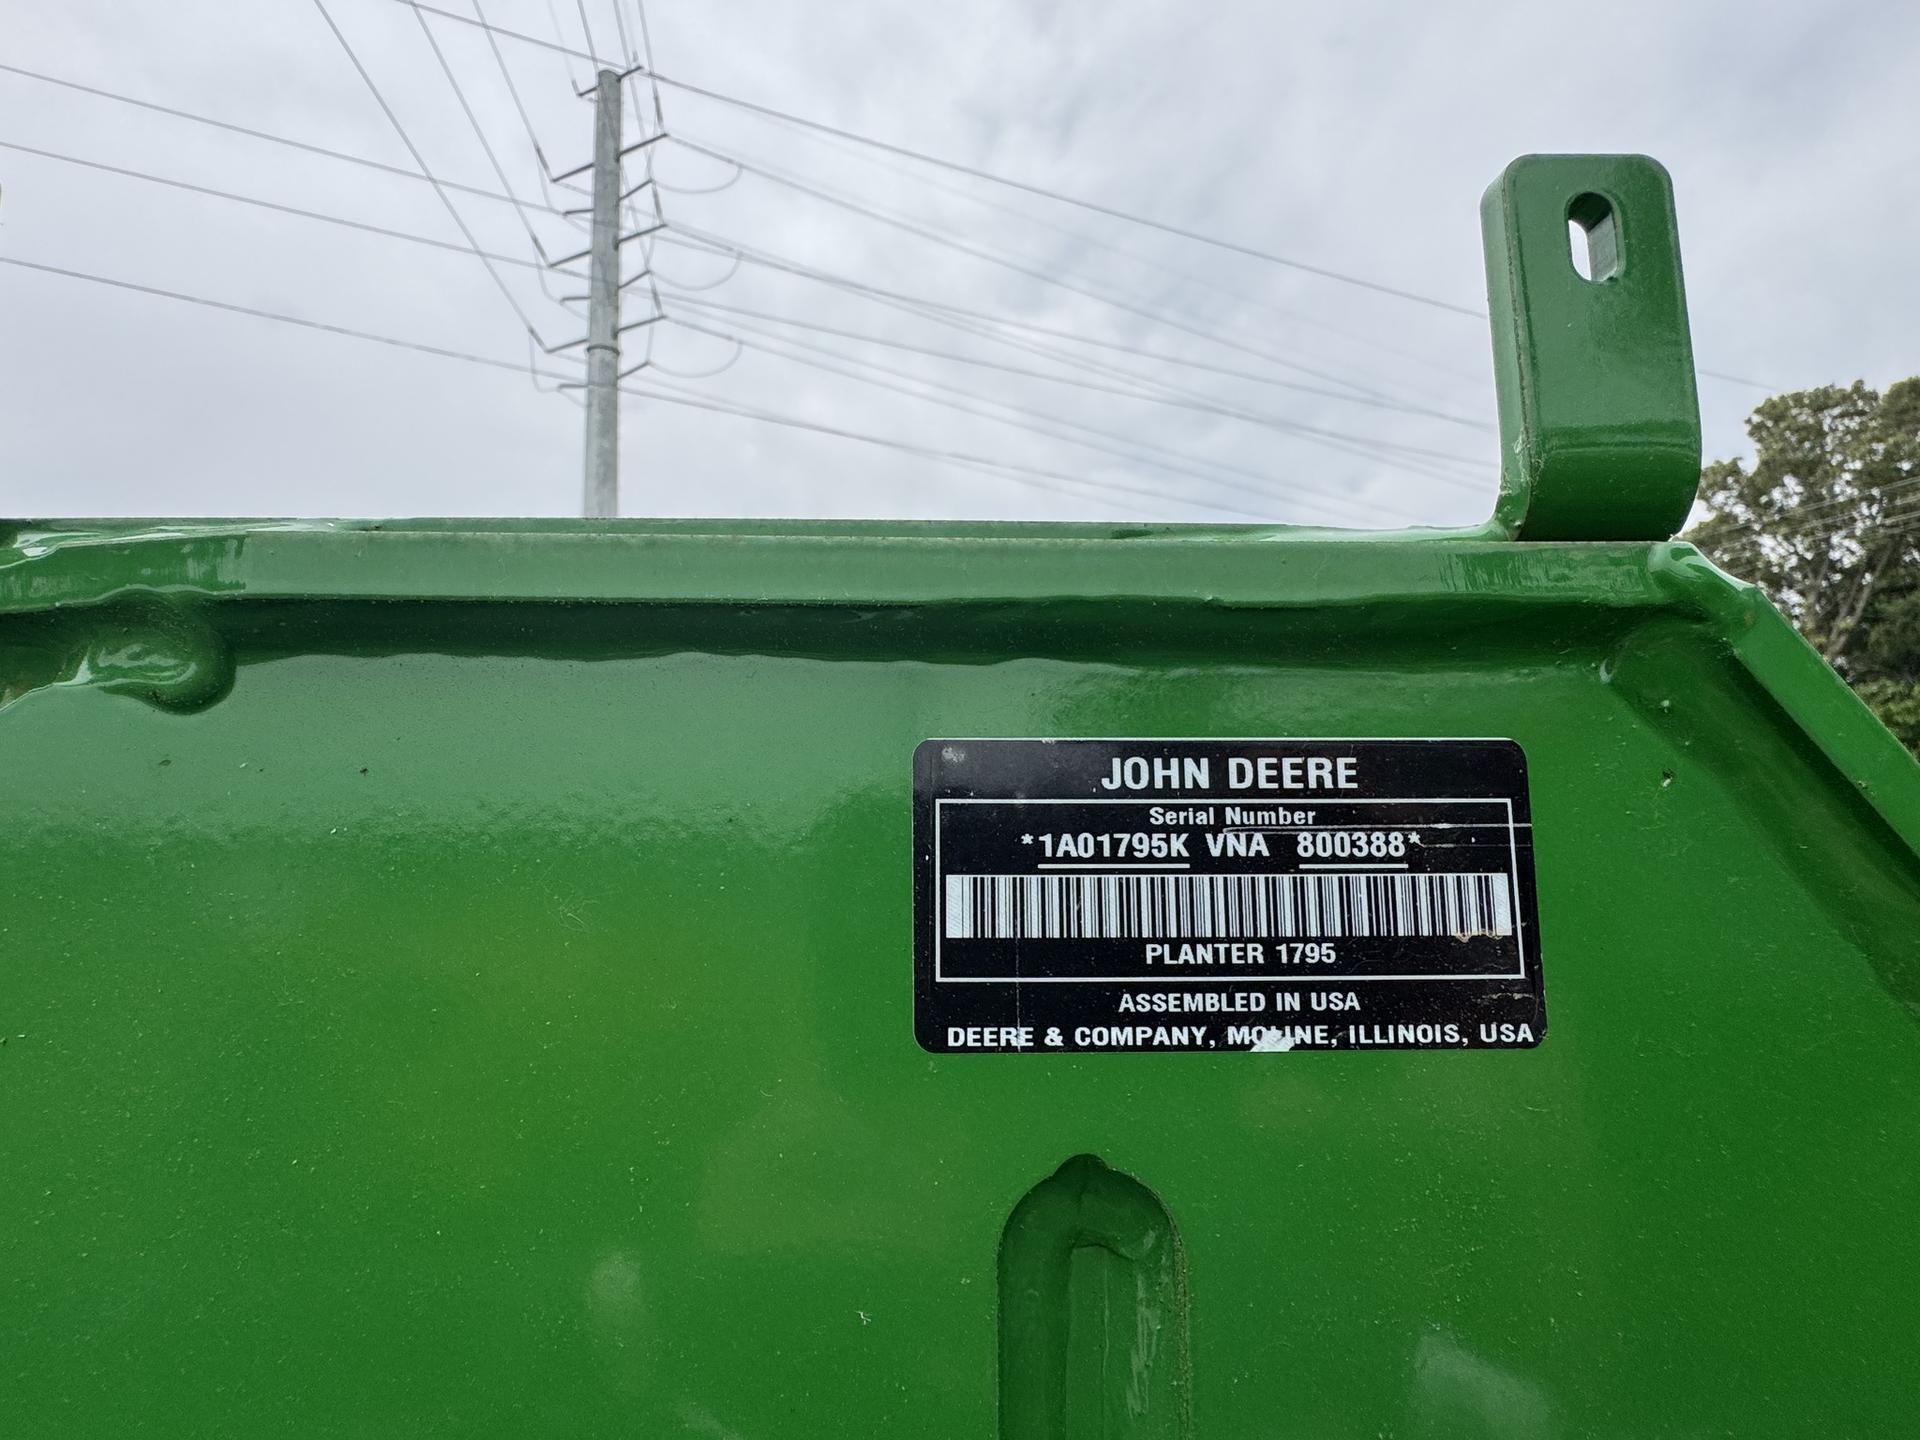 JOHN DEERE
Serial Number
*1A01795K VNA 800388*
PLANTER 1795
ASSEMBLED IN USA
DEERE & COMPANY, MOLINE, ILLINOIS, USA